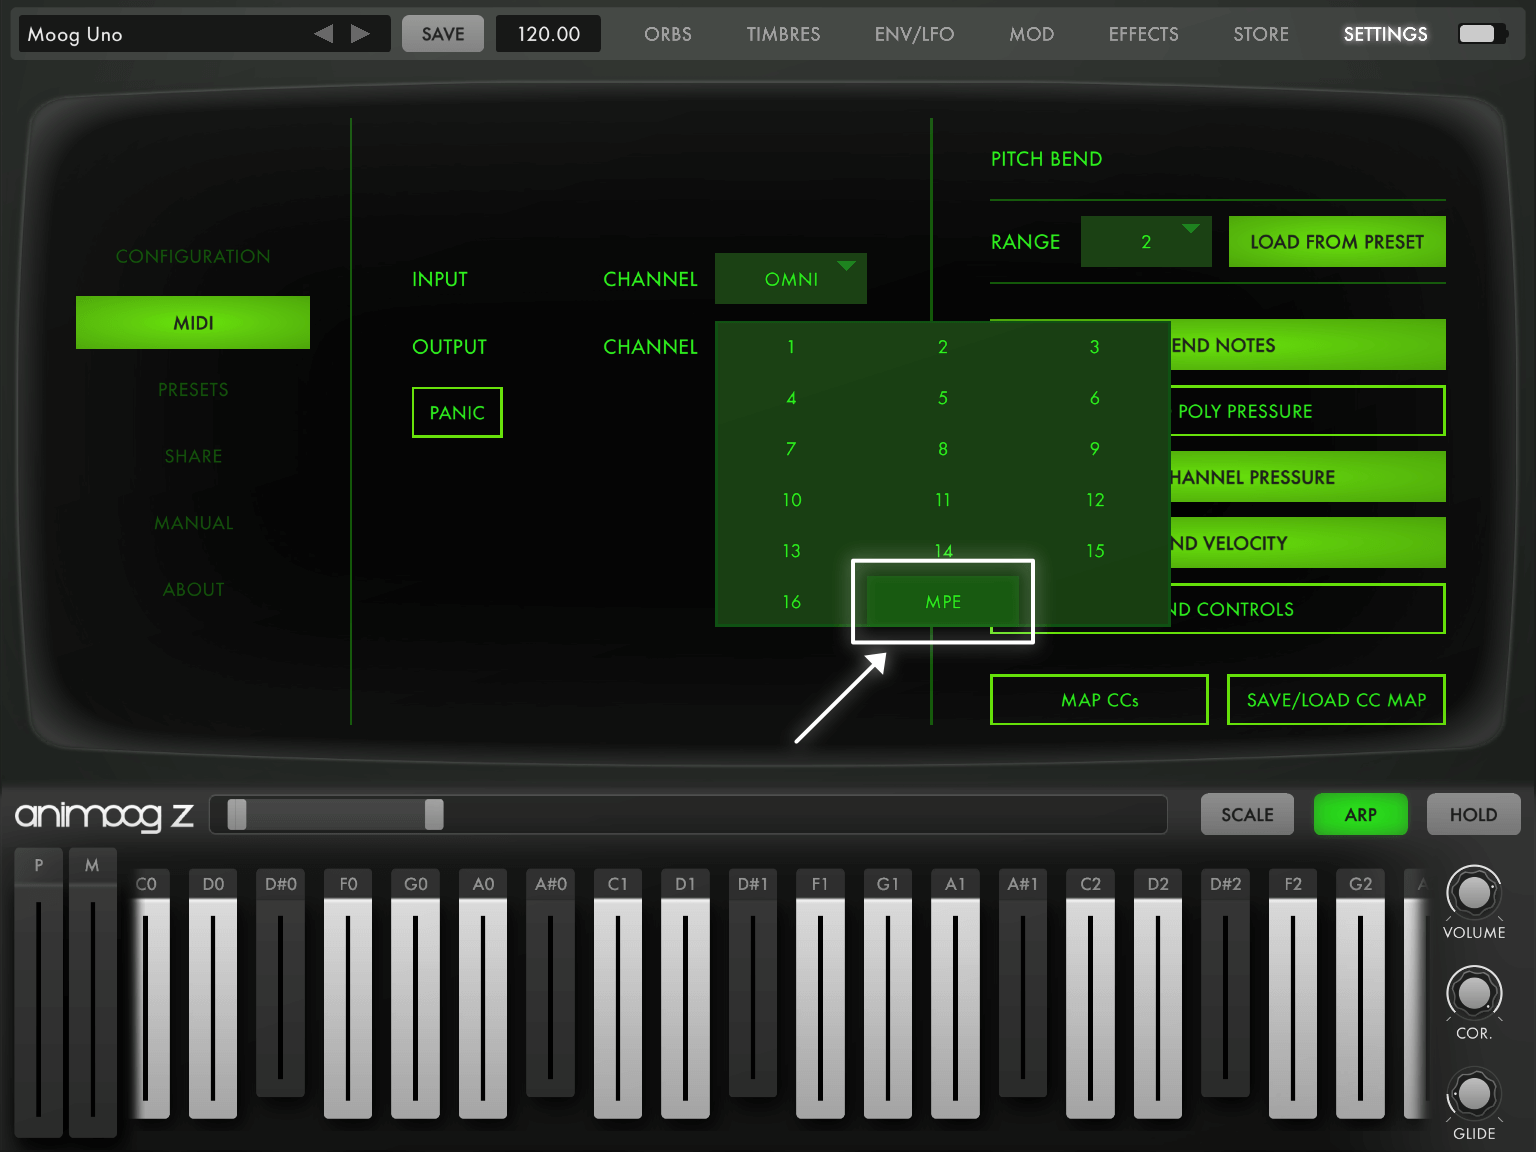 Moog Uno
SAVE
120.00
ORBS
TIMBRES
ENV/LFO
MOD
EFFECTS
STORE
SETTINGS
CONFIGURATION
MIDI
PRESETS
SHARE
MANUAL
ABOUT
INPUT CHANNEL OMNI
OUTPUT CHANNEL
PANIC
1 2 3
4 5 6
7 8 9
10 11 12
13 14 15
16 MPE
PITCH BEND
RANGE 2 LOAD FROM PRESET
END NOTES
POLY PRESSURE
HANNEL PRESSURE
ND VELOCITY
ND CONTROLS
MAP CCs
SAVE/LOAD CC MAP
animoog z
SCALE
ARP
HOLD
P M C0 D0 D#0 F0 G0 A0 A#0 C1 D1 D#1 F1 G1 A1 A#1 C2 D2 D#2 F2 G2 A
VOLUME
COR.
GLIDE